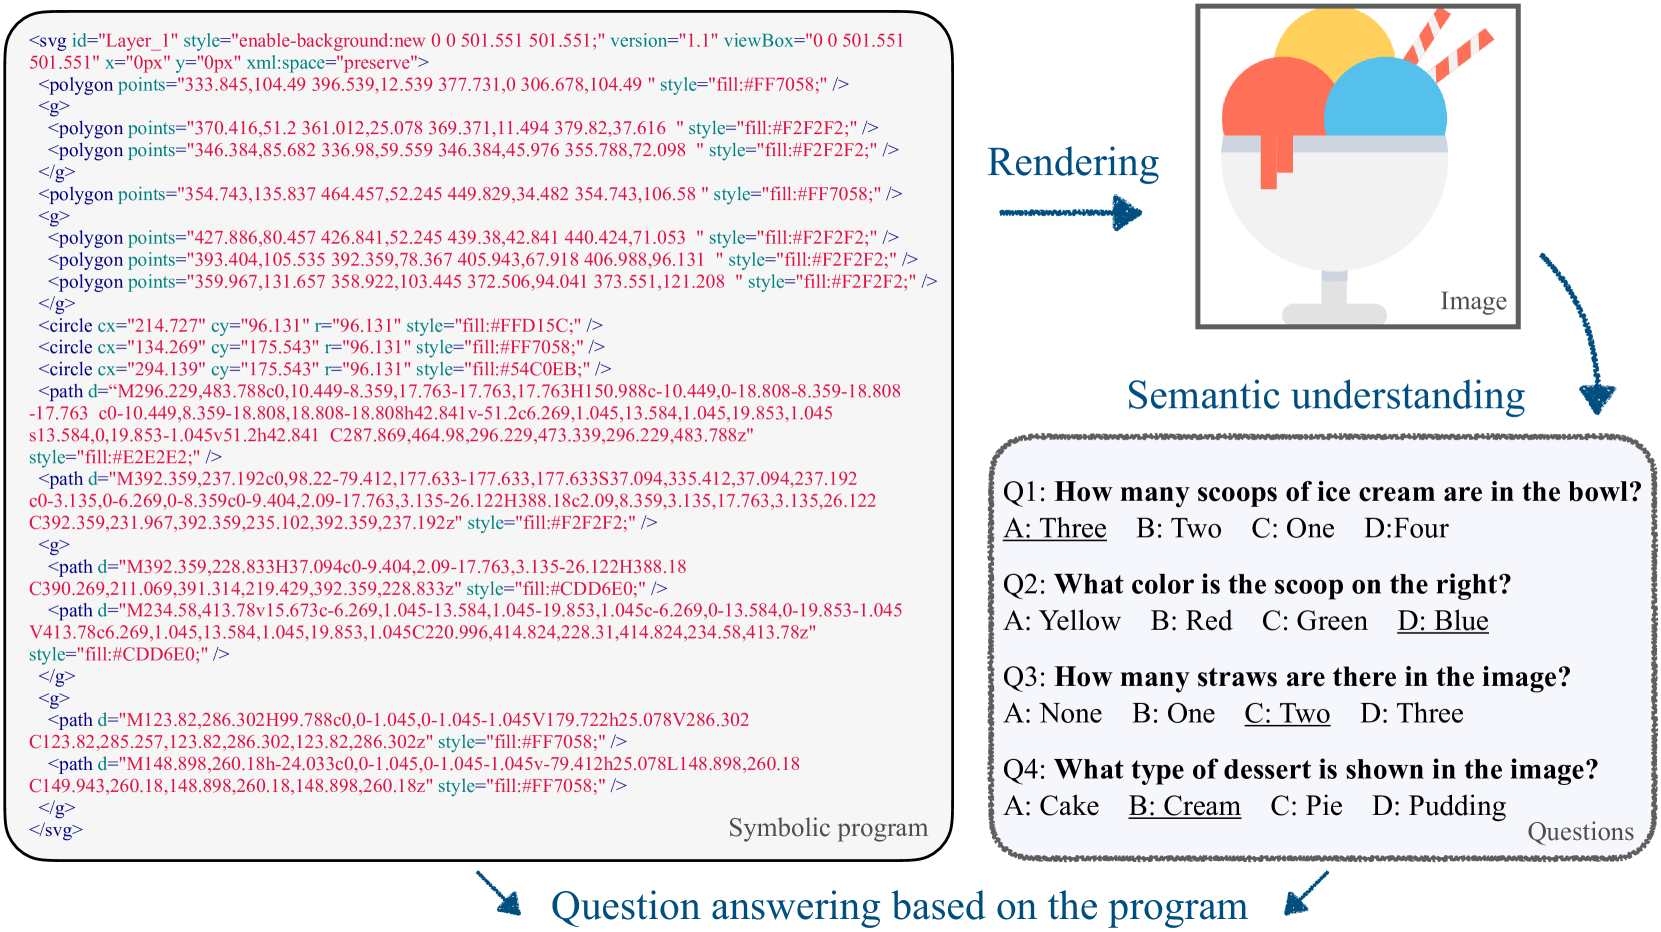 <svg id="Layer_1" style="enable-background:new 0 0 501.551 501.551;" version="1.1" viewBox="0 0 501.551
501.551" x="0px" y="0px" xml:space="preserve">
<polygon points="333.845,104.49 396.539,12.539 377.731,0 306.678,104.49 " style="fill:#FF7058;" />
<g>
<polygon points="370.416,51.2 361.012,25.078 369.371,11.494 379.82,37.616  " style="fill:#F2F2F2;" />
<polygon points="346.384,85.682 336.98,59.559 346.384,45.976 355.788,72.098  " style="fill:#F2F2F2;" />
</g>
<polygon points="354.743,135.837 464.457,52.245 449.829,34.482 354.743,106.58 " style="fill:#FF7058;" />
<g>
<polygon points="427.886,80.457 426.841,52.245 439.38,42.841 440.424,71.053  " style="fill:#F2F2F2;" />
<polygon points="393.404,105.535 392.359,78.367 405.943,67.918 406.988,96.131  " style="fill:#F2F2F2;" />
<polygon points="359.967,131.657 358.922,103.445 372.506,94.041 373.551,121.208  " style="fill:#F2F2F2;" />
</g>
<circle cx="214.727" cy="96.131" r="96.131" style="fill:#FFD15C;" />
<circle cx="134.269" cy="175.543" r="96.131" style="fill:#FF7058;" />
<circle cx="294.139" cy="175.543" r="96.131" style="fill:#54C0EB;" />
<path d=“M296.229,483.788c0,10.449-8.359,17.763-17.763,17.763H150.988c-10.449,0-18.808-8.359-18.808
-17.763  c0-10.449,8.359-18.808,18.808-18.808h42.841v-51.2c6.269,1.045,13.584,1.045,19.853,1.045
s13.584,0,19.853-1.045v51.2h42.841  C287.869,464.98,296.229,473.339,296.229,483.788z"
style="fill:#E2E2E2;" />
<path d="M392.359,237.192c0,98.22-79.412,177.633-177.633,177.633S37.094,335.412,37.094,237.192
c0-3.135,0-6.269,0-8.359c0-9.404,2.09-17.763,3.135-26.122H388.18c2.09,8.359,3.135,17.763,3.135,26.122
C392.359,231.967,392.359,235.102,392.359,237.192z" style="fill:#F2F2F2;" />
<g>
<path d="M392.359,228.833H37.094c0-9.404,2.09-17.763,3.135-26.122H388.18
C390.269,211.069,391.314,219.429,392.359,228.833z" style="fill:#CDD6E0;" />
<path d="M234.58,413.78v15.673c-6.269,1.045-13.584,1.045-19.853,1.045c-6.269,0-13.584,0-19.853-1.045
V413.78c6.269,1.045,13.584,1.045,19.853,1.045C220.996,414.824,228.31,414.824,234.58,413.78z"
style="fill:#CDD6E0;" />
</g>
<g>
<path d="M123.82,286.302H99.788c0,0-1.045,0-1.045-1.045V179.722h25.078V286.302
C123.82,285.257,123.82,286.302,123.82,286.302z" style="fill:#FF7058;" />
<path d="M148.898,260.18h-24.033c0,0-1.045,0-1.045-1.045v-79.412h25.078L148.898,260.18
C149.943,260.18,148.898,260.18,148.898,260.18z" style="fill:#FF7058;" />
</g>
</svg>
Symbolic program
Rendering
Image
Semantic understanding
Q1: How many scoops of ice cream are in the bowl?
A: Three B: Two C: One D:Four
Q2: What color is the scoop on the right?
A: Yellow B: Red C: Green D: Blue
Q3: How many straws are there in the image?
A: None B: One C: Two D: Three
Q4: What type of dessert is shown in the image?
A: Cake B: Cream C: Pie D: Pudding
Questions
Question answering based on the program